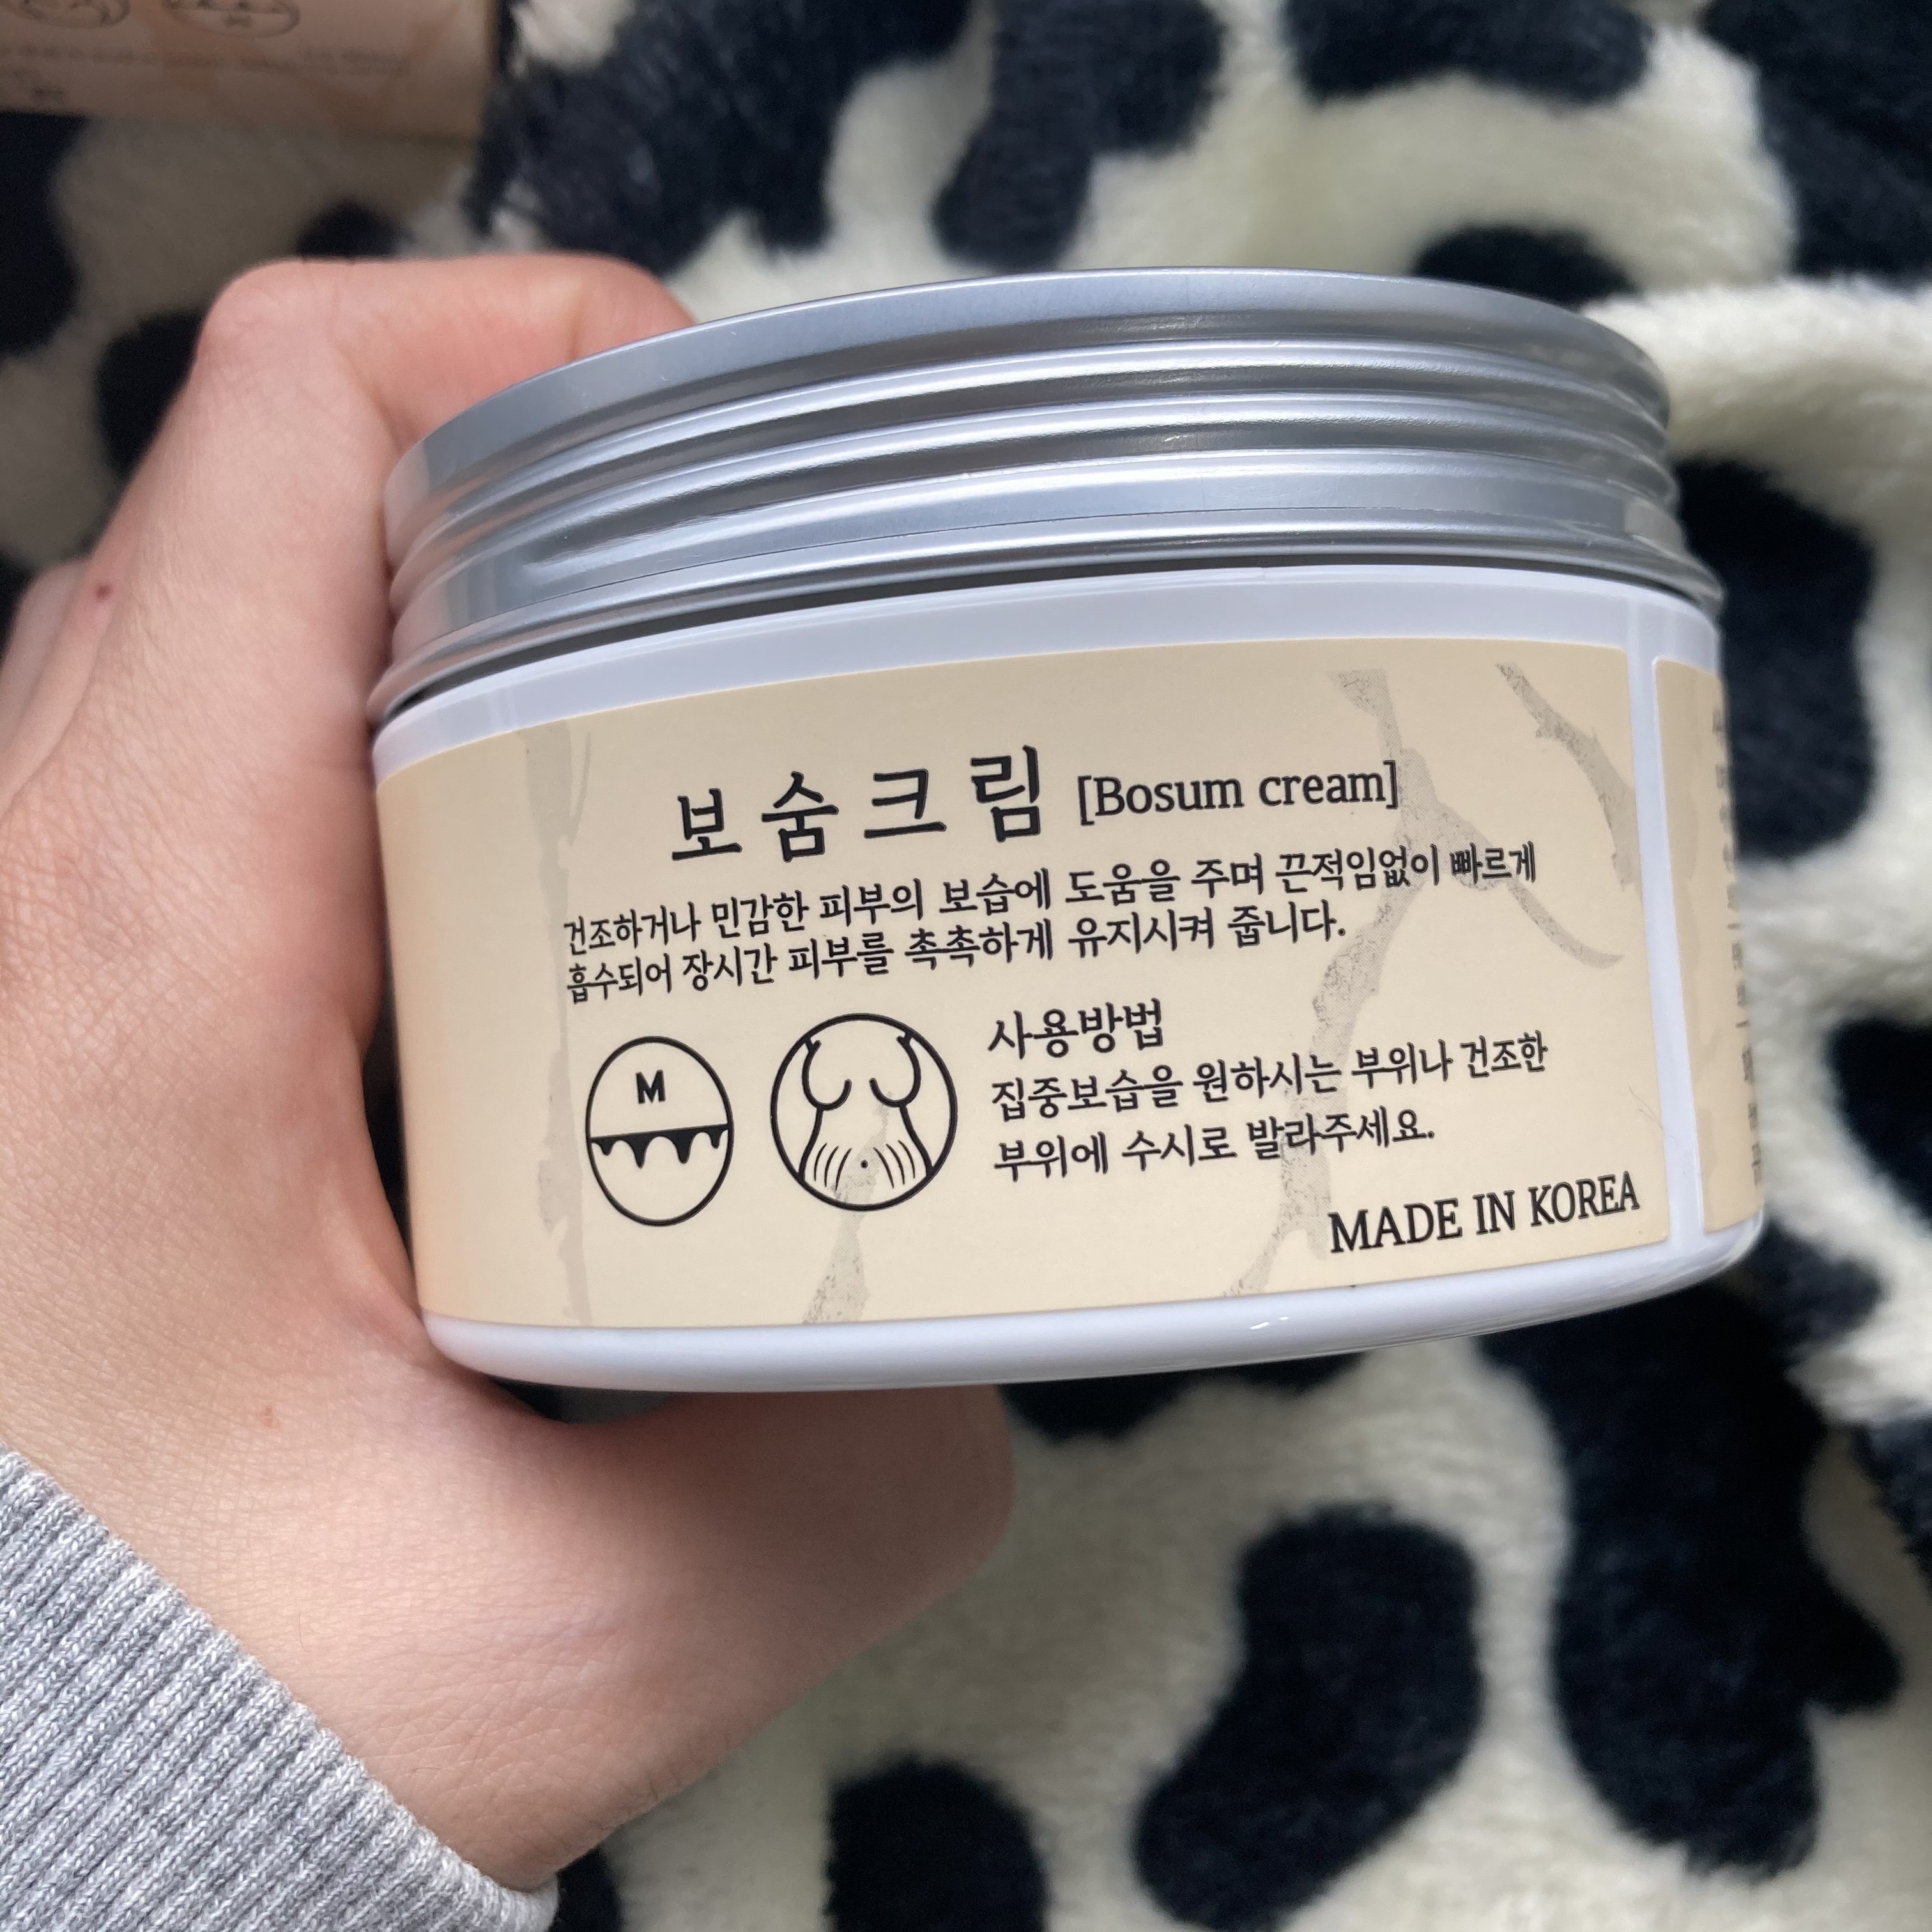 보숨크림 [Bosum cream]
건조하거나 민감한 피부의 보습에 도움을 주며 끈적임없이 빠르게
흡수되어 장시간 피부를 촉촉하게 유지시켜 줍니다.
M
사용방법
집중보습을 원하시는 부위나 건조한
부위에 수시로 발라주세요.
MADE IN KOREA